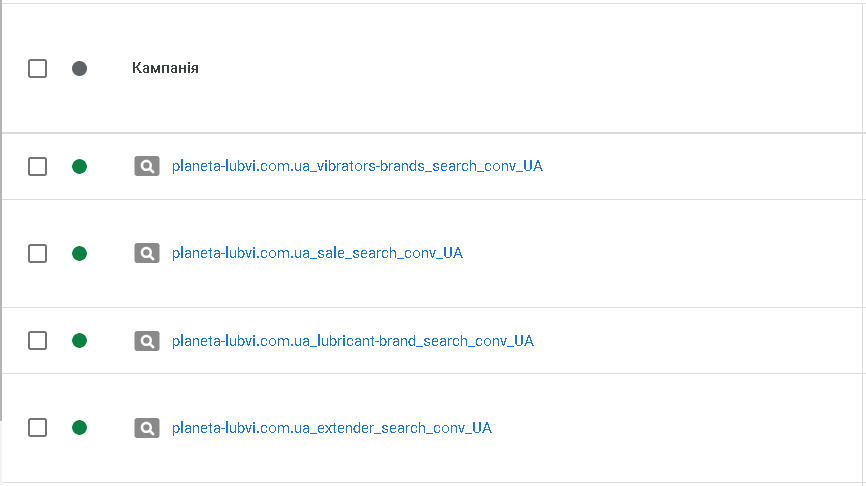 Кампанія
planeta-lubvi.com.ua_vibrators-brands_search_conv_UA
planeta-lubvi.com.ua_sale_search_conv_UA
planeta-lubvi.com.ua_lubricant-brand_search_conv_UA
planeta-lubvi.com.ua_extender_search_conv_UA